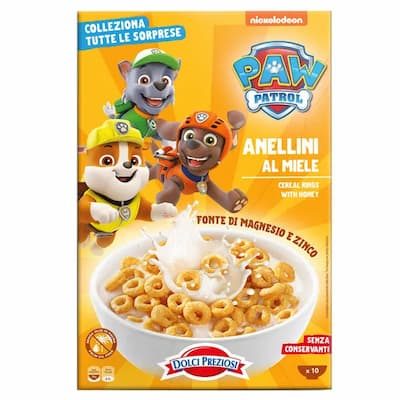 COLLEZIONA
TUTTE LE SORPRESE
nickelodeon
PAW
PATROL
ANELLINI
AL MIELE
CEREAL RINGS
WITH HONEY
FONTE DI MAGNESIO E ZINCO
DOLCI PREZIOSI
SENZA
CONSERVANTI
x 10